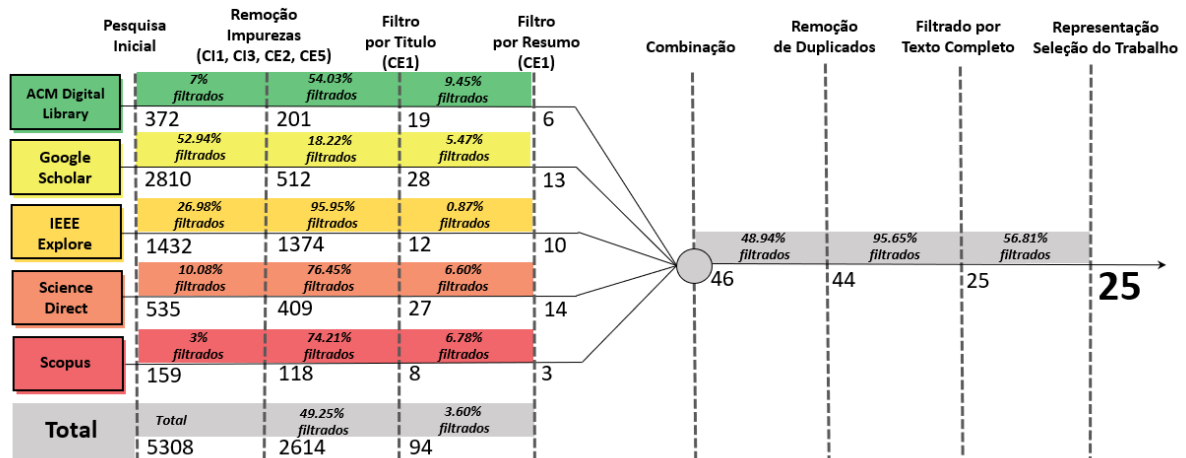 Pesquisa
Inicial
Remoção
Impurezas
(CI1, CI3, CE2, CE5)
Filtro
por Titulo
(CE1)
Filtro
por Resumo
(CE1)
Combinação
Remoção
de Duplicados
Filtrado por
Texto Completo
Representação
Seleção do Trabalho
ACM Digital
Library
7%
filtrados
54.03%
filtrados
9.45%
filtrados
372
201
19
6
Google
Scholar
52.94%
filtrados
18.22%
filtrados
5.47%
filtrados
2810
512
28
13
IEEE
Explore
26.98%
filtrados
95.95%
filtrados
0.87%
filtrados
1432
1374
12
10
48.94%
filtrados
95.65%
filtrados
56.81%
filtrados
46
44
25
25
Science
Direct
10.08%
filtrados
76.45%
filtrados
6.60%
filtrados
535
409
27
14
Scopus
3%
filtrados
74.21%
filtrados
6.78%
filtrados
159
118
8
3
Total
Total
49.25%
filtrados
3.60%
filtrados
5308
2614
94